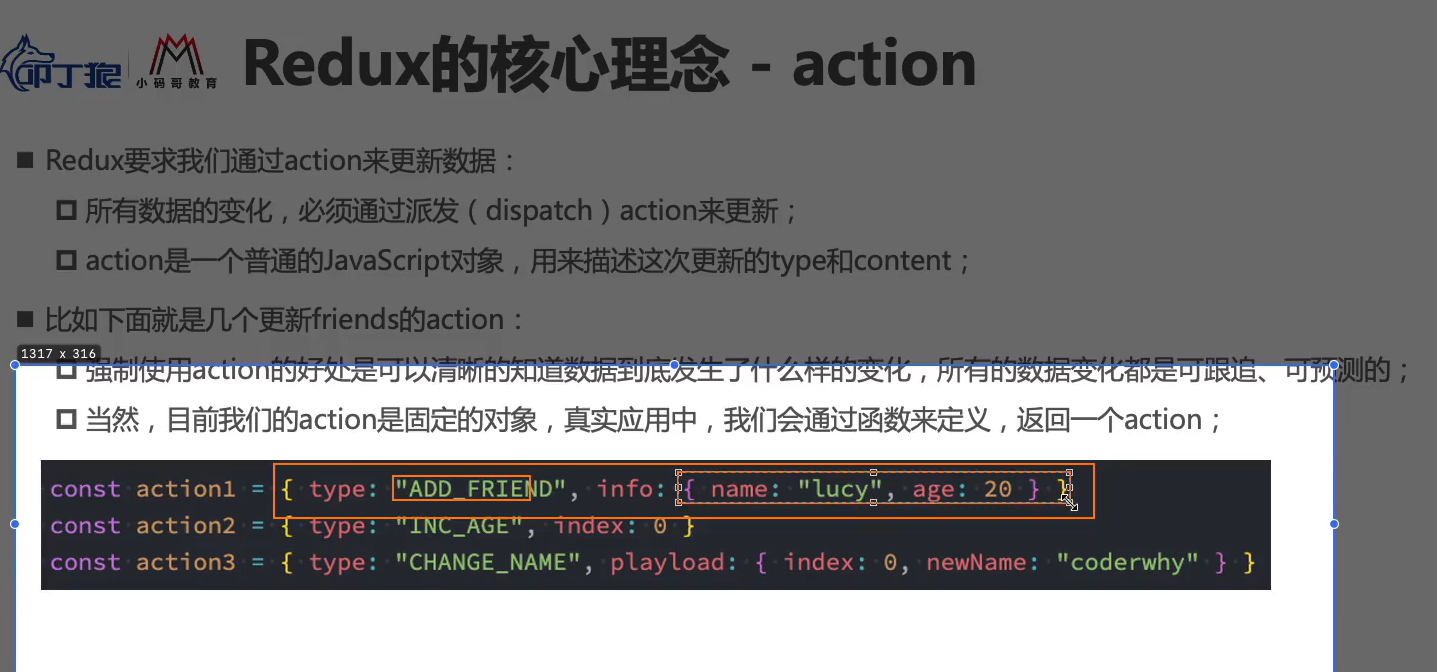 叩丁狼
小码哥教育
Redux的核心理念 - action
Redux要求我们通过action来更新数据：
所有数据的变化，必须通过派发（dispatch）action来更新；
action是一个普通的JavaScript对象，用来描述这次更新的type和content；
比如下面就是几个更新friends的action：
1317 x 316
强制使用action的好处是可以清晰的知道数据到底发生了什么样的变化，所有的数据变化都是可跟追、可预测的；
当然，目前我们的action是固定的对象，真实应用中，我们会通过函数来定义，返回一个action；
const action1 = { type: "ADD_FRIEND", info: { name: "lucy", age: 20 } }
const action2 = { type: "INC_AGE", index: 0 }
const action3 = { type: "CHANGE_NAME", playload: { index: 0, newName: "coderwhy" } }